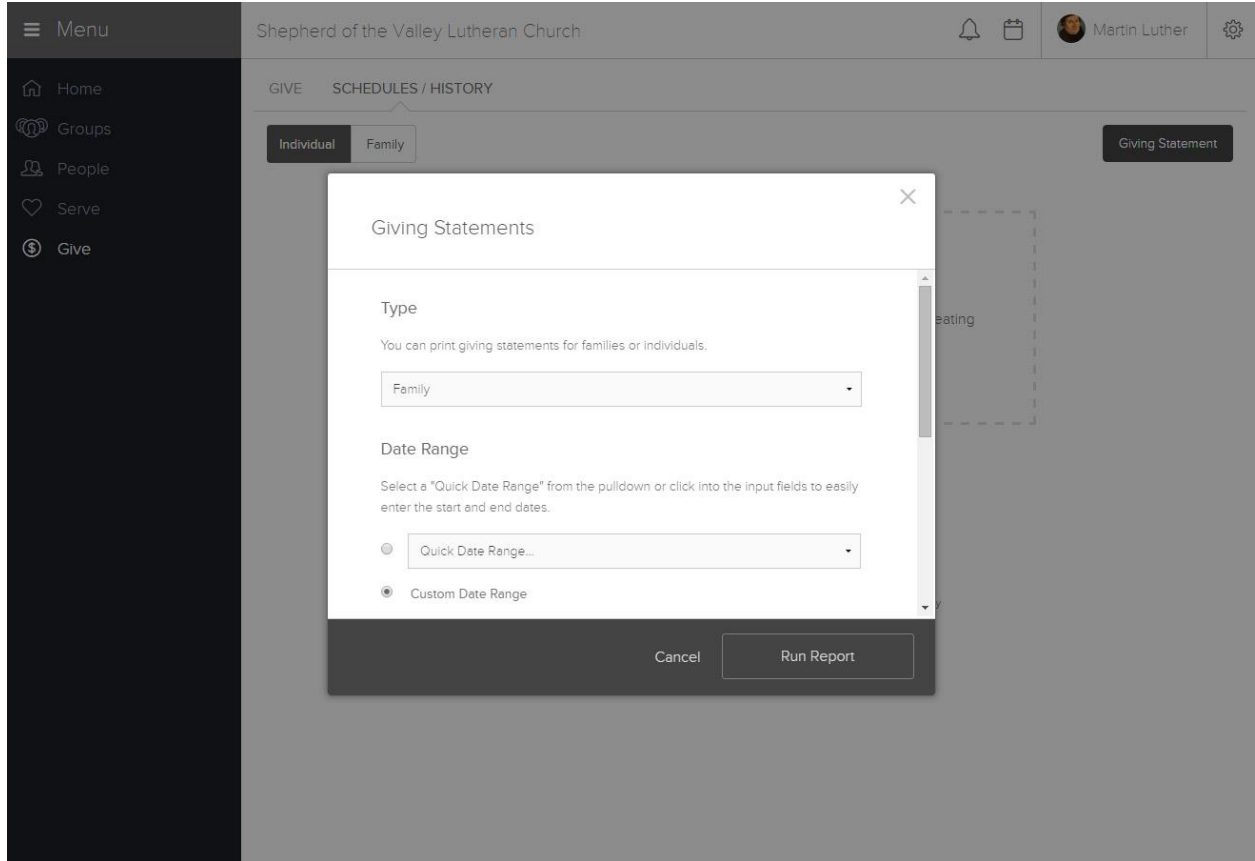 Menu
Shepherd of the Valley Lutheran Church
Martin Luther
Home
Groups
People
Serve
Give
GIVE
SCHEDULES / HISTORY
Individual
Family
Giving Statement
Giving Statements
Type
You can print giving statements for families or individuals.
Family
Date Range
Select a "Quick Date Range" from the pulldown or click into the input fields to easily
enter the start and end dates.
Quick Date Range...
Custom Date Range
eating
y
Cancel
Run Report